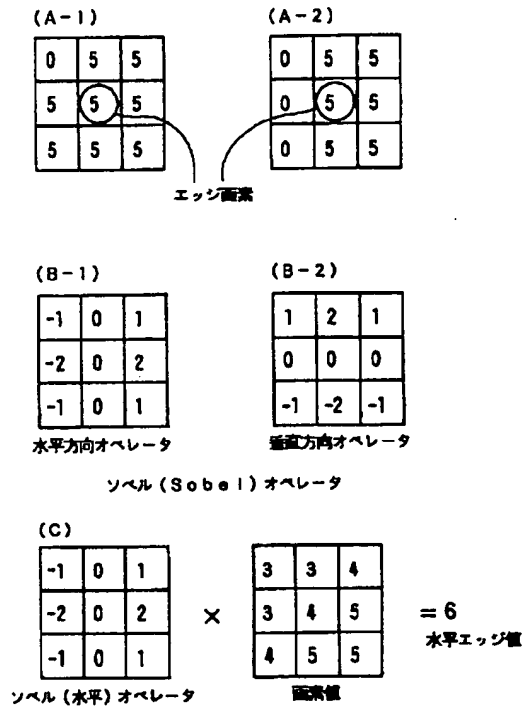 (A-1) (A-2)
0 5 5 0 5 5
5 5 5 0 5 5
5 5 5 0 5 5
エッジ画素
(B-1) (B-2)
-1 0 1 1 2 1
-2 0 2 0 0 0
-1 0 1 -1 -2 -1
水平方向オペレータ 垂直方向オペレータ
ソベル(Sobel)オペレータ
(C)
-1 0 1 3 3 4
-2 0 2 × 3 4 5 =6
水平エッジ値
-1 0 1 4 5 5
ソベル(水平)オペレータ 画素値